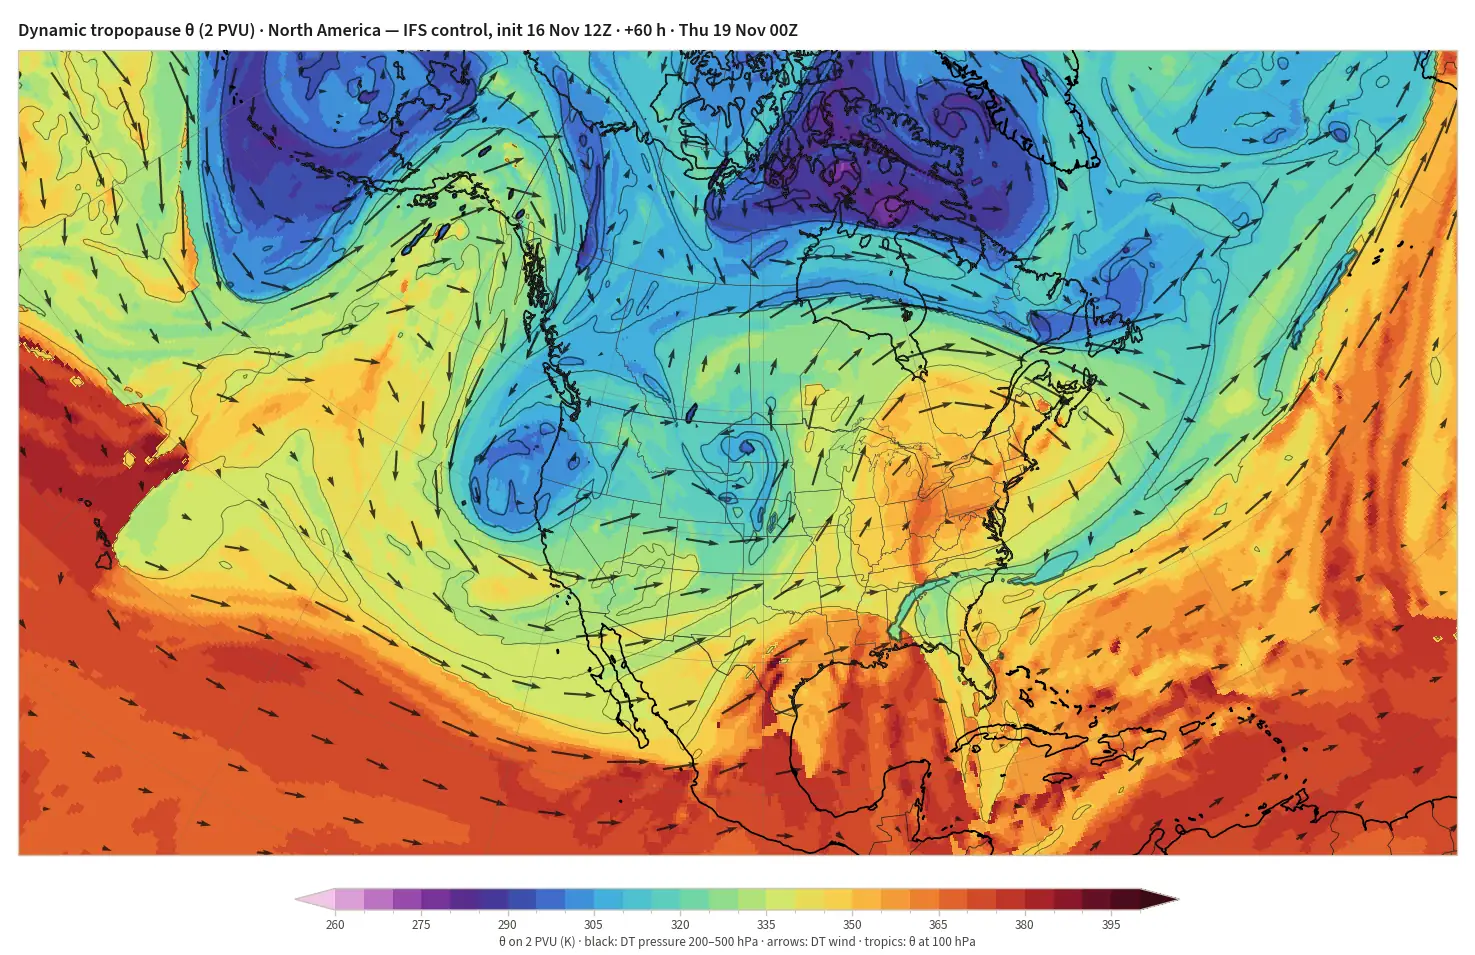 Dynamic tropopause θ (2 PVU) · North America — IFS control, init 16 Nov 12Z · +60 h · Thu 19 Nov 00Z
260 275 290 305 320 335 350 365 380 395
θ on 2 PVU (K) · black: DT pressure 200–500 hPa · arrows: DT wind · tropics: θ at 100 hPa